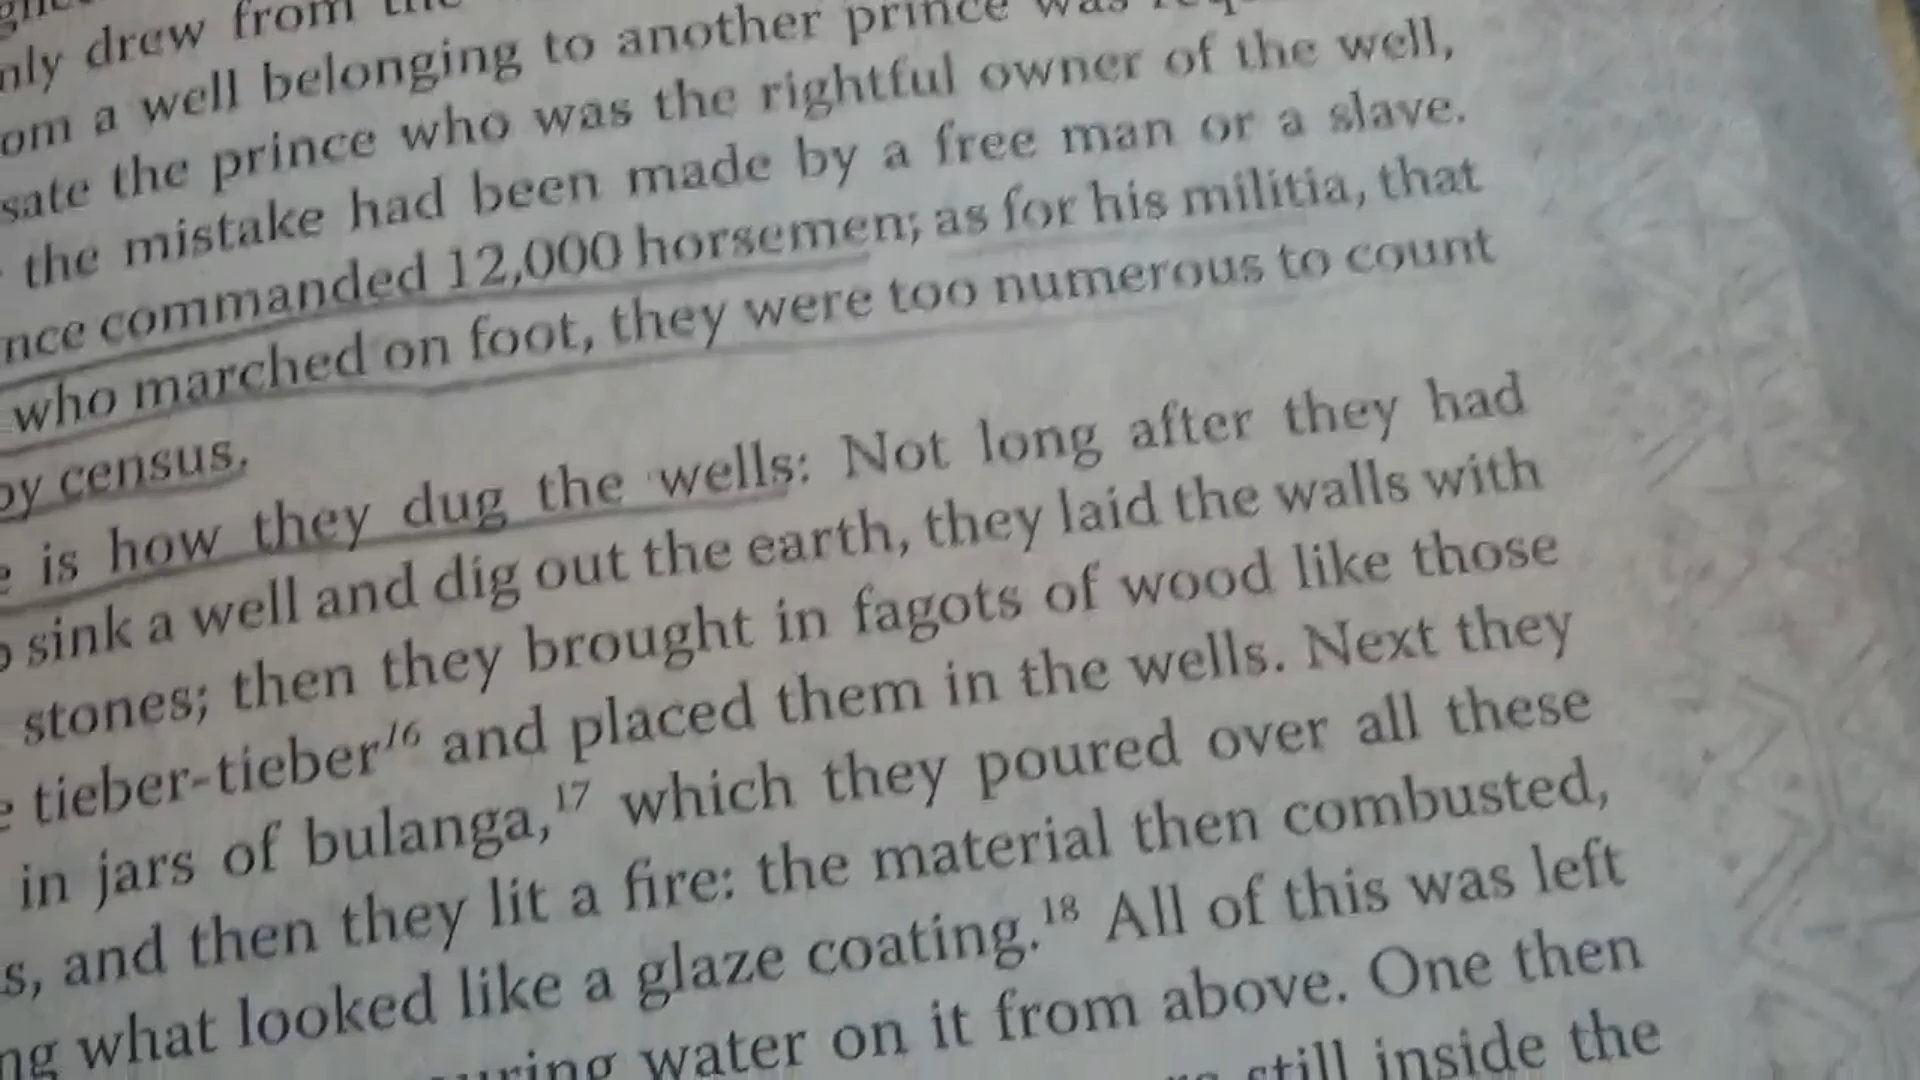 drew from
a well belonging to another prince was
sate the prince who was the rightful owner of the well,
the mistake had been made by a free man or a slave.
nce commanded 12,000 horsemen; as for his militia, that
who marched on foot, they were too numerous to count
by census.
is how they dug the wells: Not long after they had
sink a well and dig out the earth, they laid the walls with
stones; then they brought in fagots of wood like those
tieber-tieber16 and placed them in the wells. Next they
in jars of bulanga,17 which they poured over all these
s, and then they lit a fire: the material then combusted,
ng what looked like a glaze coating.18 All of this was left
water on it from above. One then
still inside the